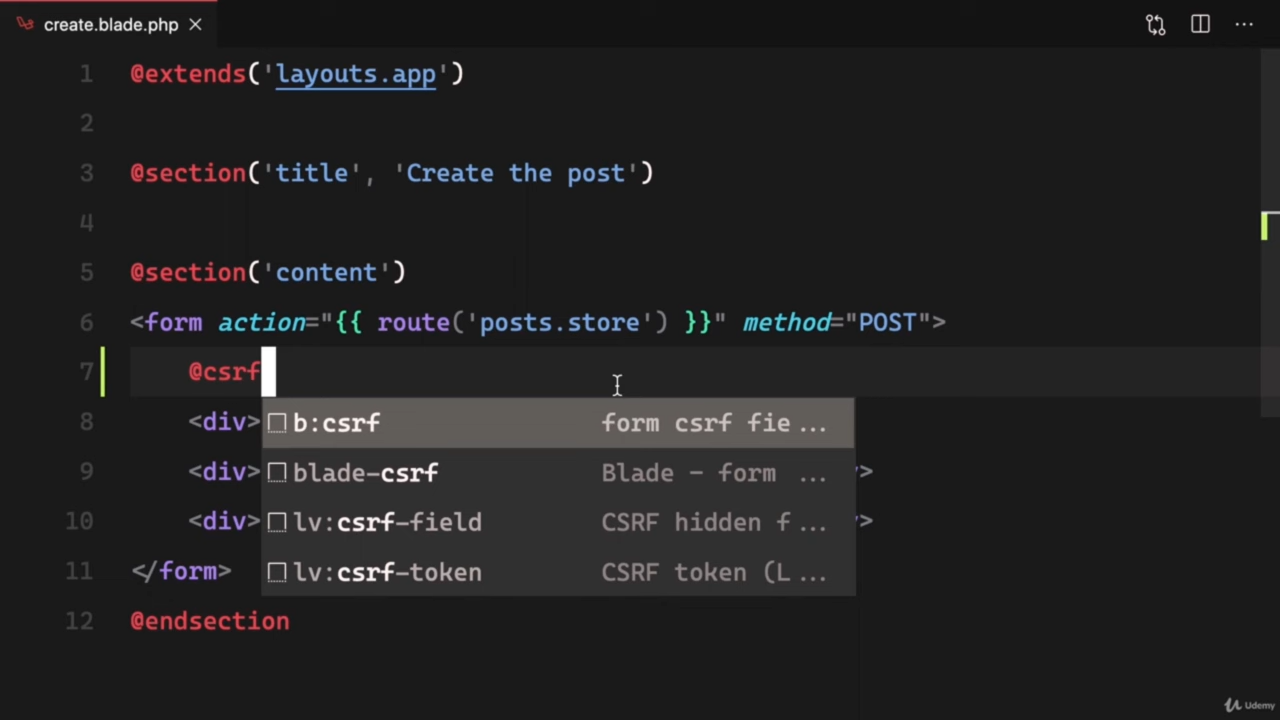 create.blade.php
1 @extends('layouts.app')
2
3 @section('title', 'Create the post')
4
5 @section('content')
6 <form action="{{ route('posts.store') }}" method="POST">
7 @csrf
8 <div> b:csrf form csrf fie...
9 <div> blade-csrf Blade - form ... >
10 <div> lv:csrf-field CSRF hidden f... >
11 </form> lv:csrf-token CSRF token (L...
12 @endsection
Udemy